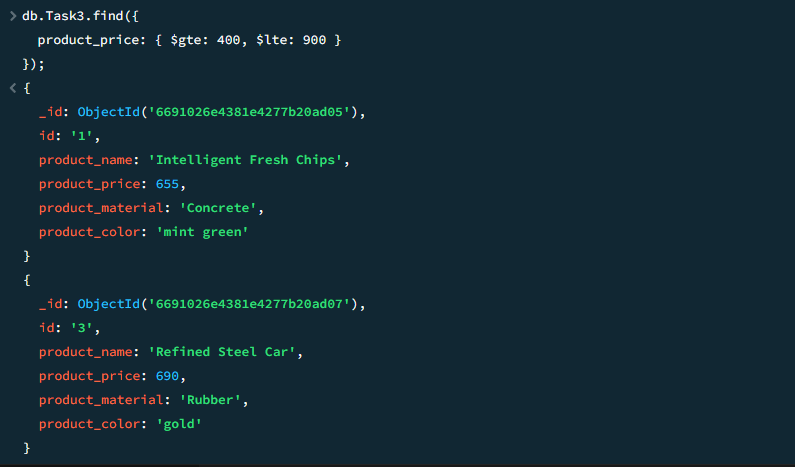 > db.Task3.find({
product_price: { $gte: 400, $lte: 900 }
});
< {
_id: ObjectId('6691026e4381e4277b20ad05'),
id: '1',
product_name: 'Intelligent Fresh Chips',
product_price: 655,
product_material: 'Concrete',
product_color: 'mint green'
}
{
_id: ObjectId('6691026e4381e4277b20ad07'),
id: '3',
product_name: 'Refined Steel Car',
product_price: 690,
product_material: 'Rubber',
product_color: 'gold'
}